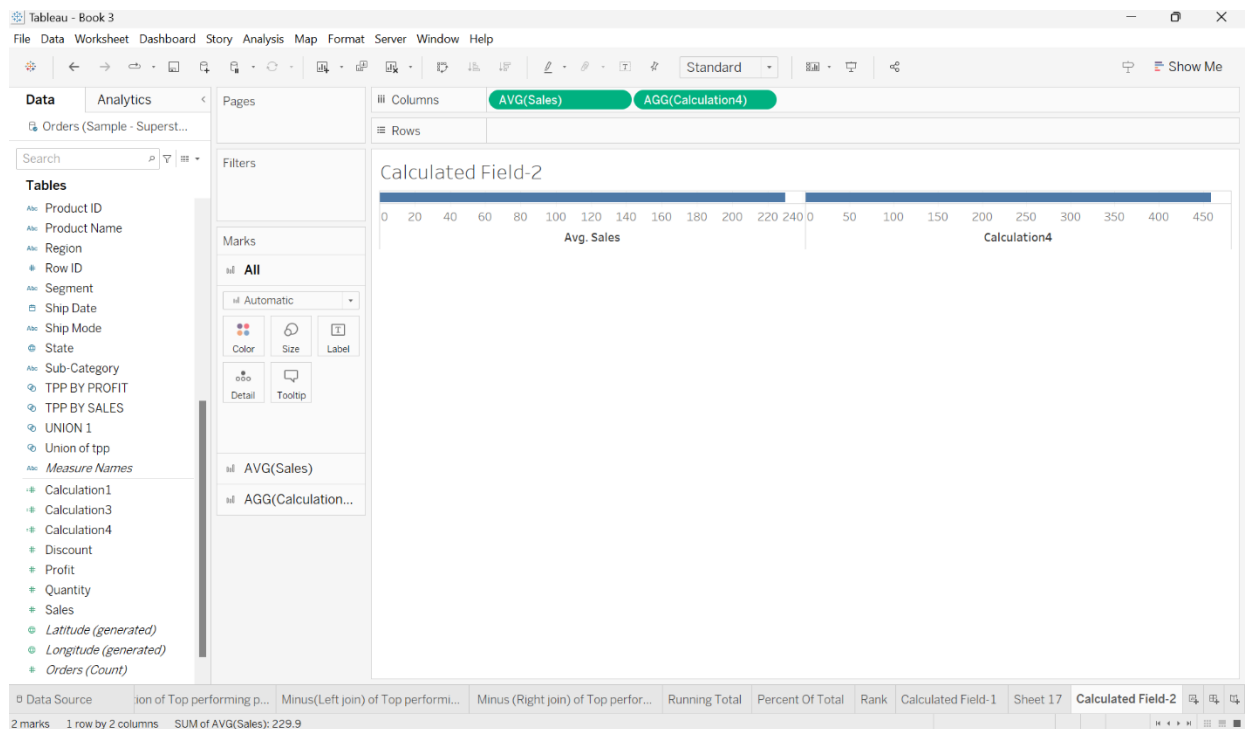 Tableau - Book 3
File Data Worksheet Dashboard Story Analysis Map Format Server Window Help
Standard
Show Me
Data Analytics
Pages
Columns
AVG(Sales) AGG(Calculation4)
Orders (Sample - Superst...
Rows
Search
Filters
Calculated Field-2
Tables
Abc Product ID
Abc Product Name
Abc Region
# Row ID
Abc Segment
Ship Date
Abc Ship Mode
State
Abc Sub-Category
TPP BY PROFIT
TPP BY SALES
UNION 1
Union of tpp
Abc Measure Names
=# Calculation1
=# Calculation3
=# Calculation4
# Discount
# Profit
# Quantity
# Sales
Latitude (generated)
Longitude (generated)
# Orders (Count)
Marks
All
Automatic
Color Size Label
Detail Tooltip
AVG(Sales)
AGG(Calculation...
0 20 40 60 80 100 120 140 160 180 200 220 240 0 50 100 150 200 250 300 350 400 450
Avg. Sales Calculation4
Data Source ion of Top performing p... Minus(Left join) of Top performi... Minus (Right join) of Top perfor... Running Total Percent Of Total Rank Calculated Field-1 Sheet 17 Calculated Field-2
2 marks 1 row by 2 columns SUM of AVG(Sales): 229.9